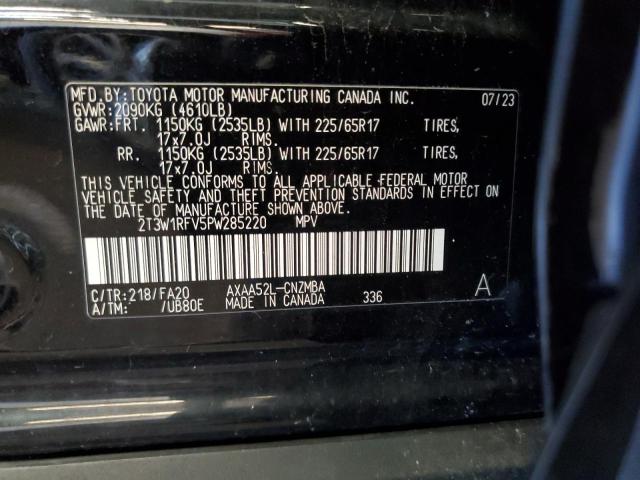 MFD.BY:TOYOTA MOTOR MANUFACTURING CANADA INC. 07/23
GVWR:2090KG (4610LB)
GAWR:FRT. 1150KG (2535LB) WITH 225/65R17 TIRES,
17x7.0J RIMS.
RR. 1150KG (2535LB) WITH 225/65R17 TIRES,
17x7.0J RIMS.
THIS VEHICLE CONFORMS TO ALL APPLICABLE FEDERAL MOTOR
VEHICLE SAFETY AND THEFT PREVENTION STANDARDS IN EFFECT ON
THE DATE OF MANUFACTURE SHOWN ABOVE.
2T3W1RFV5PW285220 MPV
C/TR:218/FA20 AXAA52L-CNZMBA
A/TM: /UB80E MADE IN CANADA 336 A